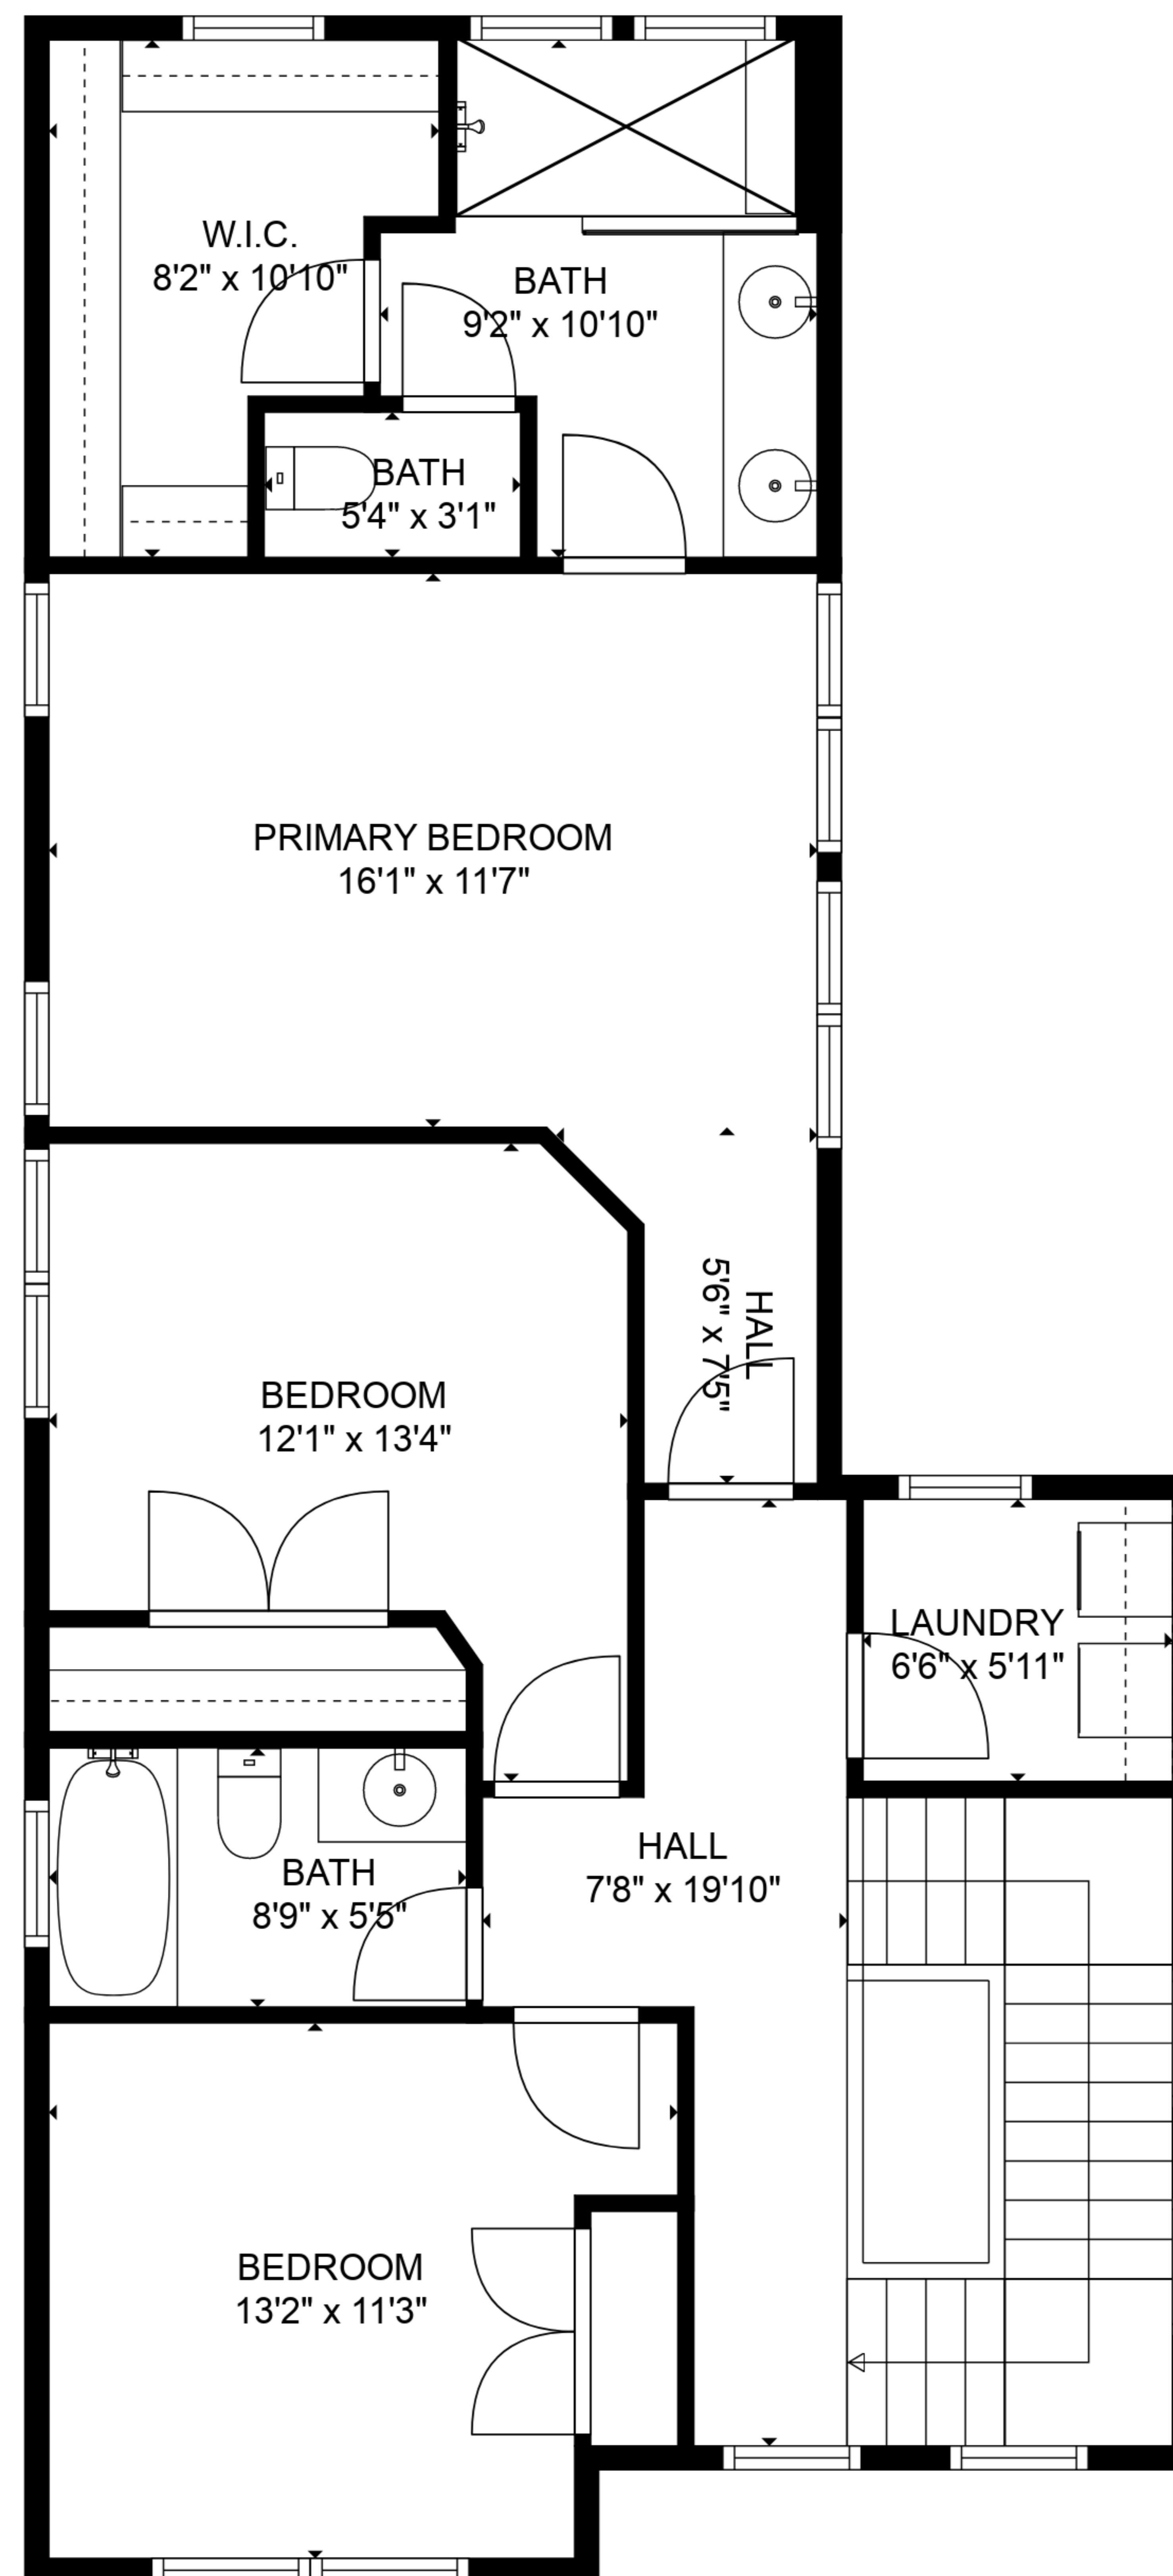 W.I.C.
8'2" x 10'10"
BATH
9'2" x 10'10"
BATH
5'4" x 3'1"
PRIMARY BEDROOM
16'1" x 11'7"
HALL
5'6" x 7'5"
BEDROOM
12'1" x 13'4"
LAUNDRY
6'6" x 5'11"
HALL
7'8" x 19'10"
BATH
8'9" x 5'5"
BEDROOM
13'2" x 11'3"